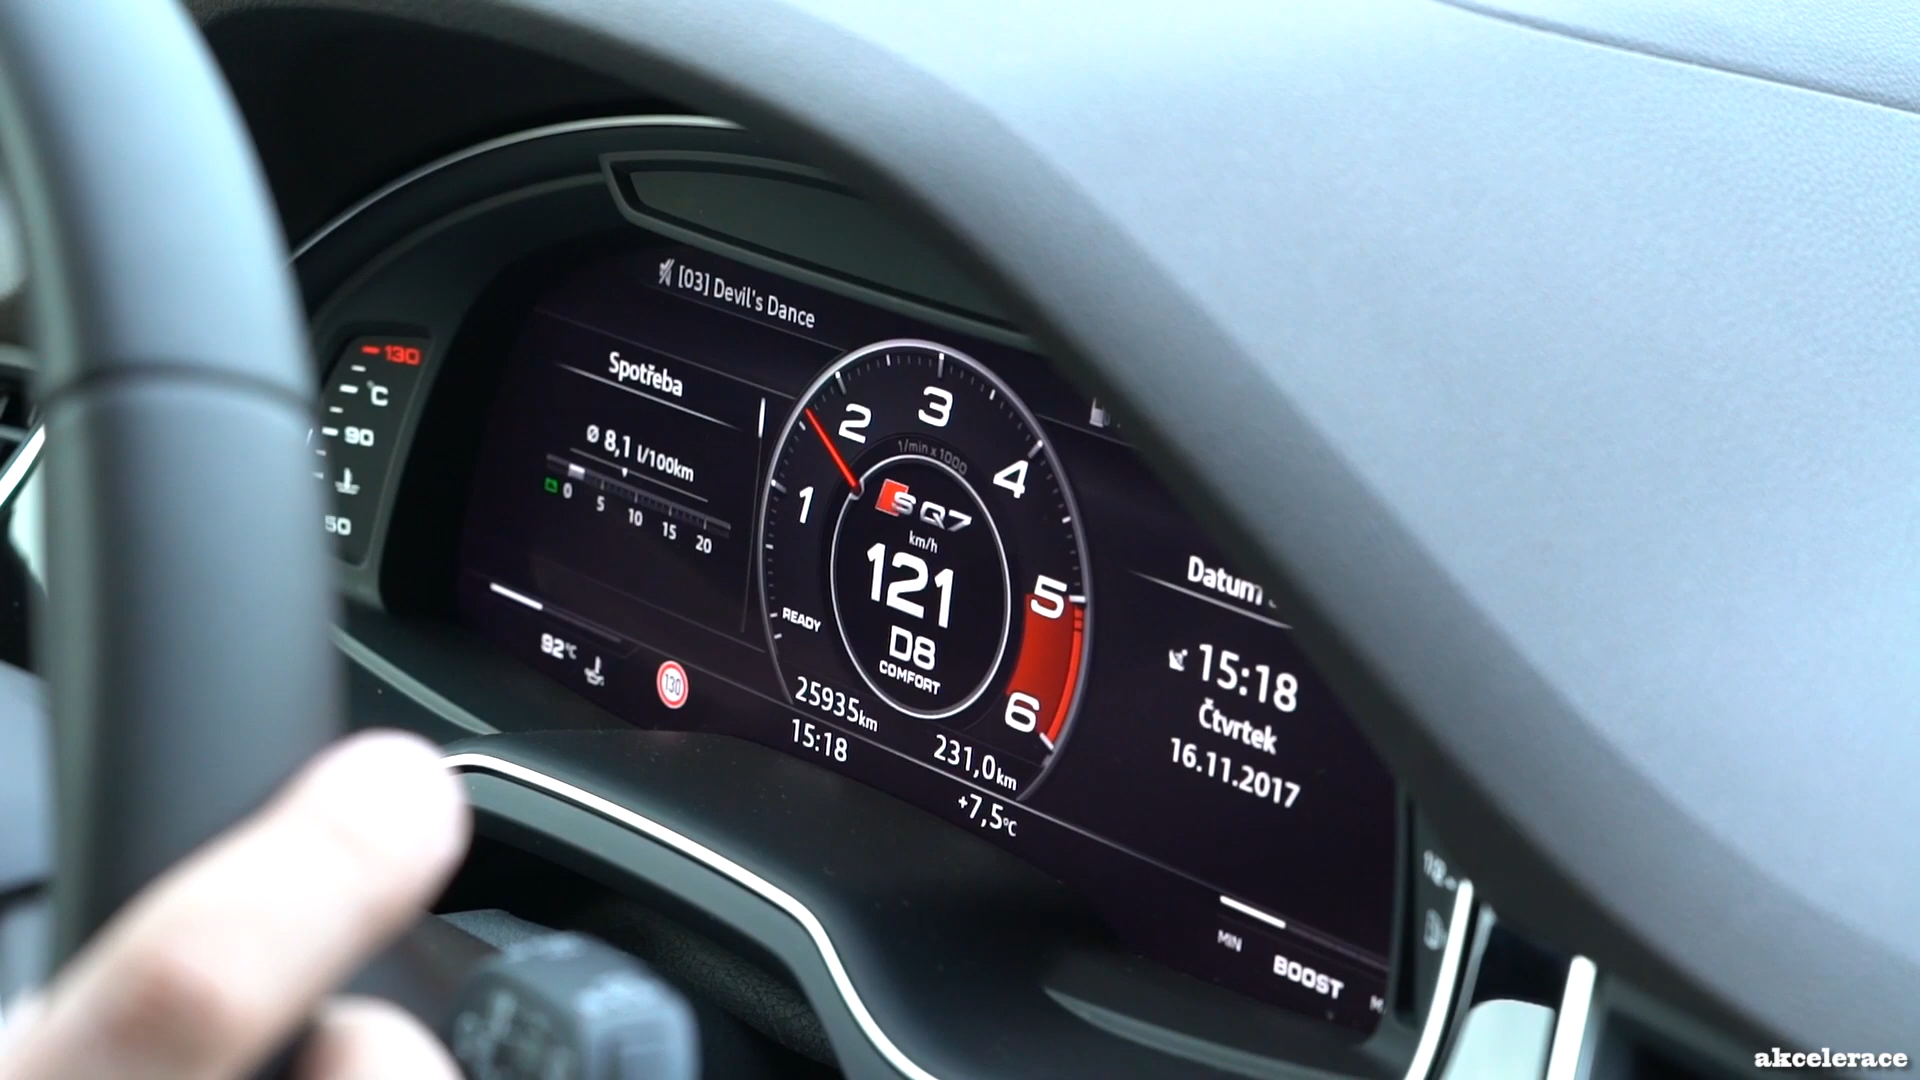 [03] Devil's Dance
130
°C
90
50
Spotřeba
Ø 8,1 l/100km
0 5 10 15 20
92°C
130
1 2 3 4 5 6
1/min x 1000
SQ7
km/h
121
D8
COMFORT
READY
25935km
231,0km
15:18
+7,5°C
Datum
15:18
Čtvrtek
16.11.2017
MIN
BOOST
akcelerace